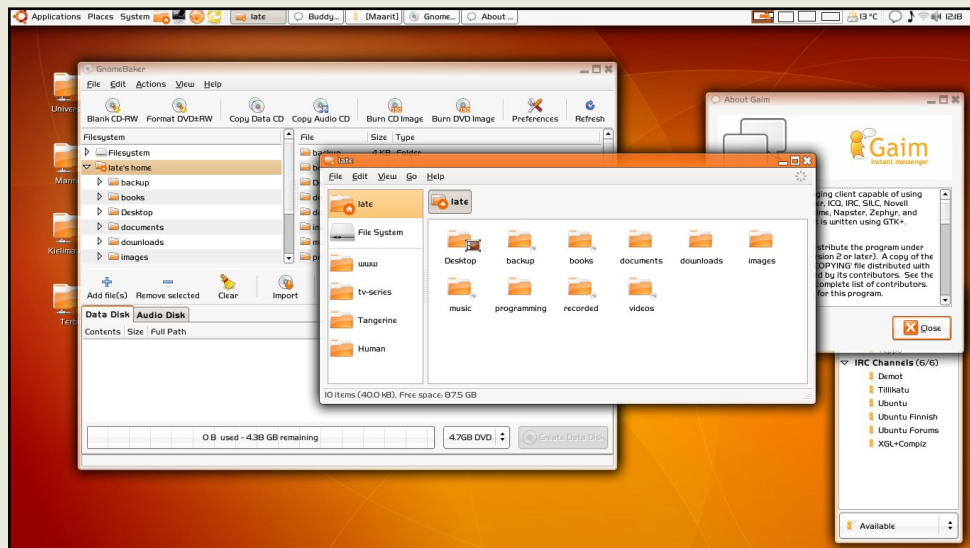 Applications Places System late Buddy... [Maarit] Gnome... About ... 13 °C 12:18
Univers
Mann
Kielima
Terb
GnomeBaker
File Edit Actions View Help
Blank CD-RW Format DVD±RW Copy Data CD Copy Audio CD Burn CD Image Burn DVD Image Preferences Refresh
Filesystem
Filesystem
late's home
backup
books
Desktop
documents
downloads
images
File Size Type
backup 4 KB Folder
Add file(s) Remove selected Clear Import
Data Disk Audio Disk
Contents Size Full Path
0 B used - 4.38 GB remaining 4.7GB DVD Create Data Disk
late
File Edit View Go Help
late
File System
www
tv-series
Tangerine
Human
late
Desktop backup books documents downloads images
music programming recorded videos
10 items (40.0 kB), Free space: 87.5 GB
About Gaim
Gaim
instant messenger
ging client capable of using
er, ICQ, IRC, SILC, Novell
me, Napster, Zephyr, and
t is written using GTK+.
stribute the program under
sion 2 or later). A copy of the
'COPYING' file distributed with
d by its contributors. See the
complete list of contributors.
for this program.
Close
IRC Channels (6/6)
Demot
Tillikatu
Ubuntu
Ubuntu Finnish
Ubuntu Forums
XGL+Compiz
Available